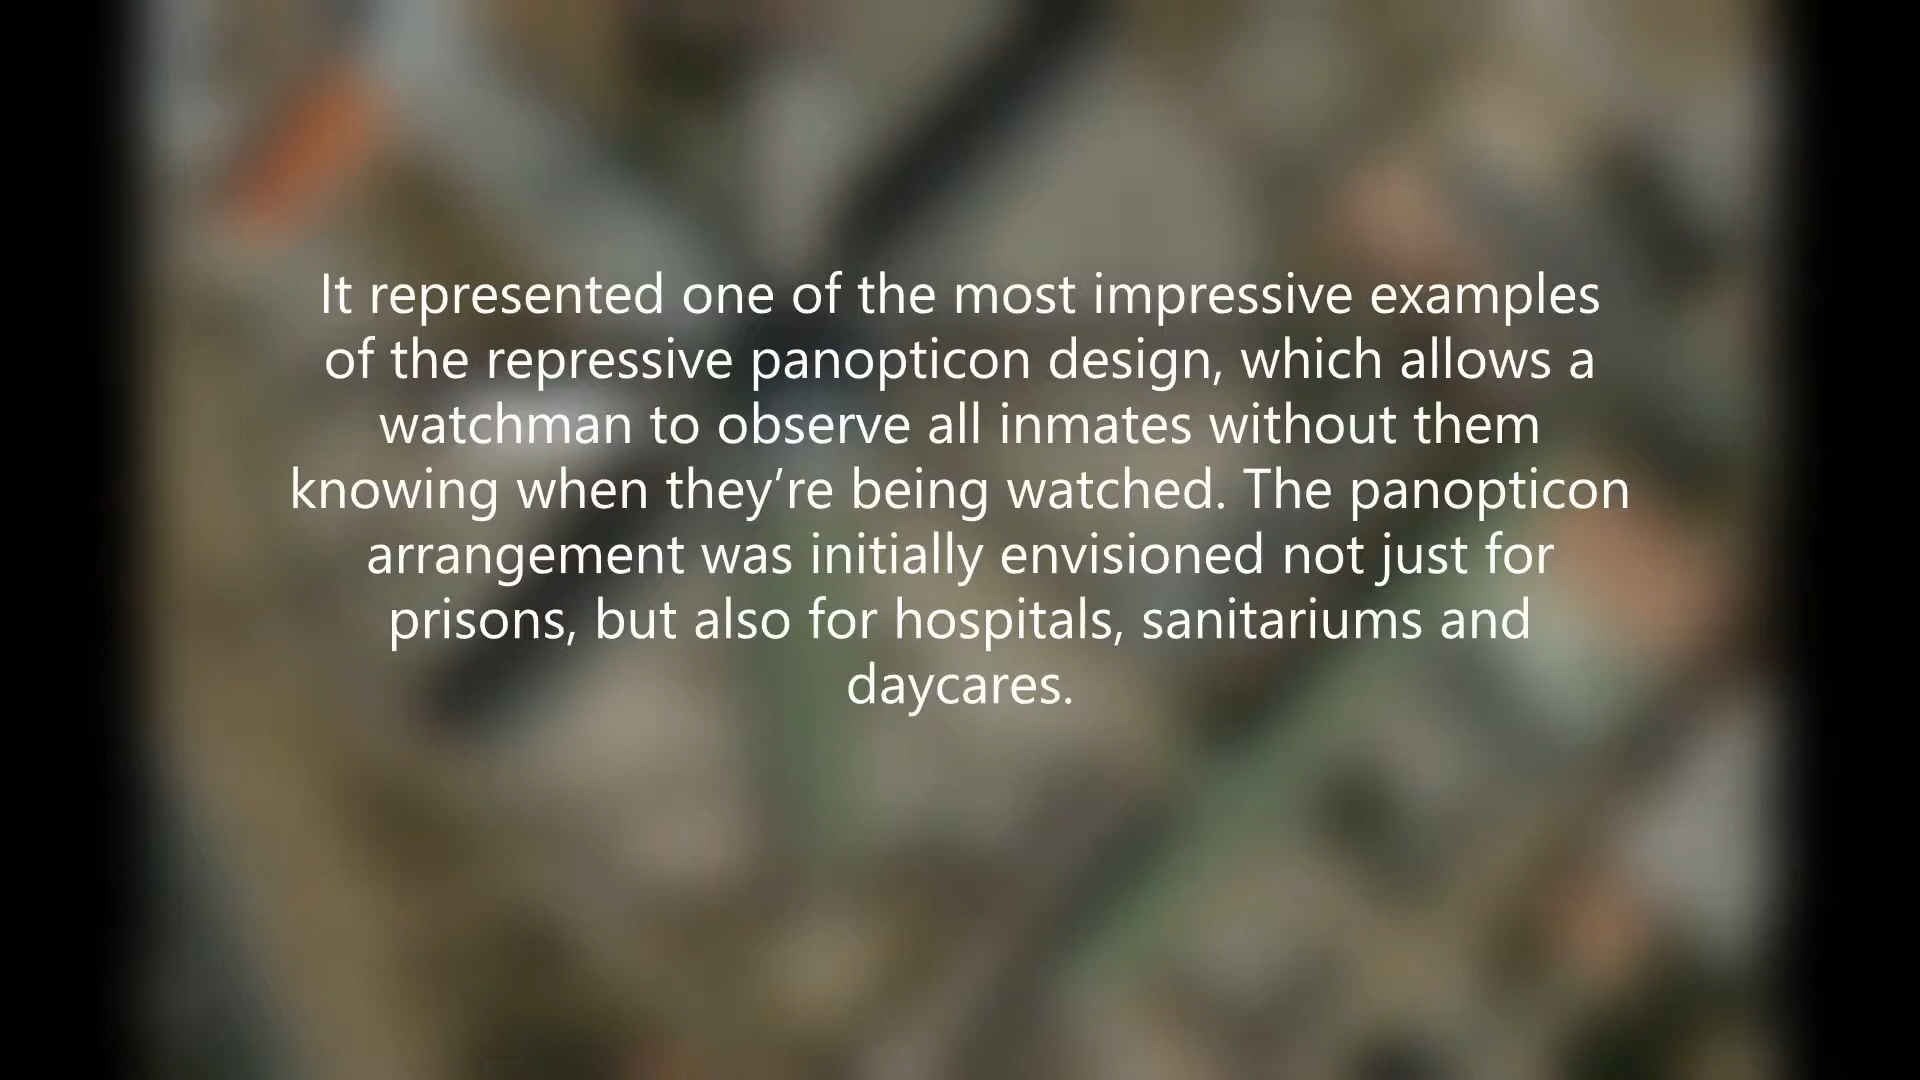 It represented one of the most impressive examples
of the repressive panopticon design, which allows a
watchman to observe all inmates without them
knowing when they’re being watched. The panopticon
arrangement was initially envisioned not just for
prisons, but also for hospitals, sanitariums and
daycares.